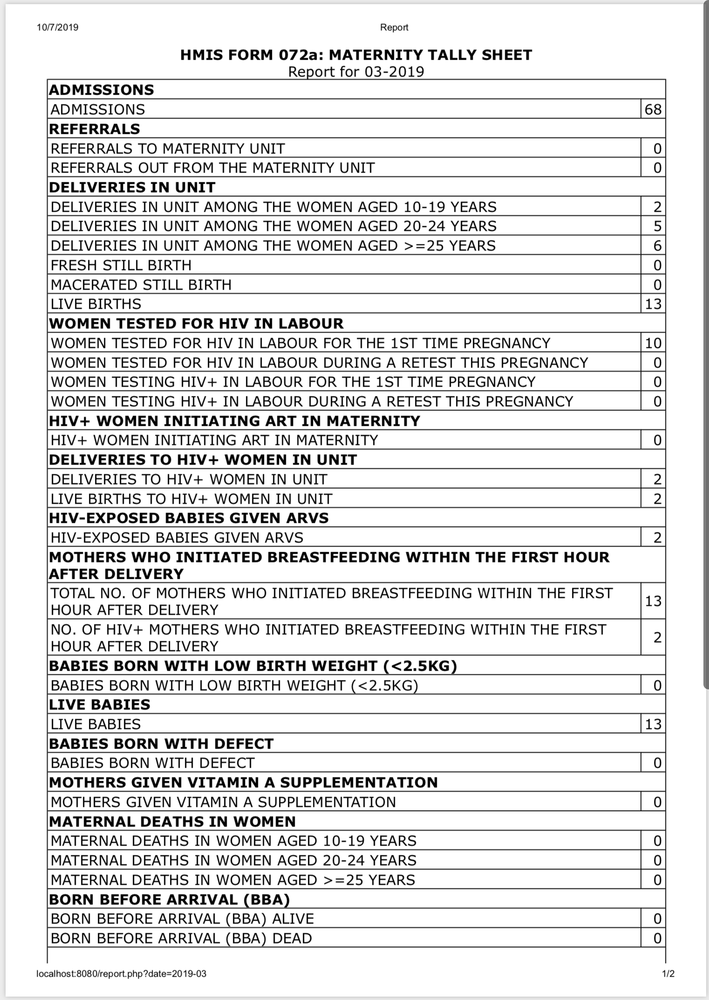 10/7/2019 Report
HMIS FORM 072a: MATERNITY TALLY SHEET
Report for 03-2019
ADMISSIONS
ADMISSIONS 68
REFERRALS
REFERRALS TO MATERNITY UNIT 0
REFERRALS OUT FROM THE MATERNITY UNIT 0
DELIVERIES IN UNIT
DELIVERIES IN UNIT AMONG THE WOMEN AGED 10-19 YEARS 2
DELIVERIES IN UNIT AMONG THE WOMEN AGED 20-24 YEARS 5
DELIVERIES IN UNIT AMONG THE WOMEN AGED >=25 YEARS 6
FRESH STILL BIRTH 0
MACERATED STILL BIRTH 0
LIVE BIRTHS 13
WOMEN TESTED FOR HIV IN LABOUR
WOMEN TESTED FOR HIV IN LABOUR FOR THE 1ST TIME PREGNANCY 10
WOMEN TESTED FOR HIV IN LABOUR DURING A RETEST THIS PREGNANCY 0
WOMEN TESTING HIV+ IN LABOUR FOR THE 1ST TIME PREGNANCY 0
WOMEN TESTING HIV+ IN LABOUR DURING A RETEST THIS PREGNANCY 0
HIV+ WOMEN INITIATING ART IN MATERNITY
HIV+ WOMEN INITIATING ART IN MATERNITY 0
DELIVERIES TO HIV+ WOMEN IN UNIT
DELIVERIES TO HIV+ WOMEN IN UNIT 2
LIVE BIRTHS TO HIV+ WOMEN IN UNIT 2
HIV-EXPOSED BABIES GIVEN ARVS
HIV-EXPOSED BABIES GIVEN ARVS 2
MOTHERS WHO INITIATED BREASTFEEDING WITHIN THE FIRST HOUR
AFTER DELIVERY
TOTAL NO. OF MOTHERS WHO INITIATED BREASTFEEDING WITHIN THE FIRST
HOUR AFTER DELIVERY 13
NO. OF HIV+ MOTHERS WHO INITIATED BREASTFEEDING WITHIN THE FIRST
HOUR AFTER DELIVERY 2
BABIES BORN WITH LOW BIRTH WEIGHT (<2.5KG)
BABIES BORN WITH LOW BIRTH WEIGHT (<2.5KG) 0
LIVE BABIES
LIVE BABIES 13
BABIES BORN WITH DEFECT
BABIES BORN WITH DEFECT 0
MOTHERS GIVEN VITAMIN A SUPPLEMENTATION
MOTHERS GIVEN VITAMIN A SUPPLEMENTATION 0
MATERNAL DEATHS IN WOMEN
MATERNAL DEATHS IN WOMEN AGED 10-19 YEARS 0
MATERNAL DEATHS IN WOMEN AGED 20-24 YEARS 0
MATERNAL DEATHS IN WOMEN AGED >=25 YEARS 0
BORN BEFORE ARRIVAL (BBA)
BORN BEFORE ARRIVAL (BBA) ALIVE 0
BORN BEFORE ARRIVAL (BBA) DEAD 0
localhost:8080/report.php?date=2019-03 1/2